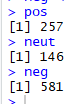 > pos
[1] 257
> neut
[1] 146
> neg
[1] 581
>